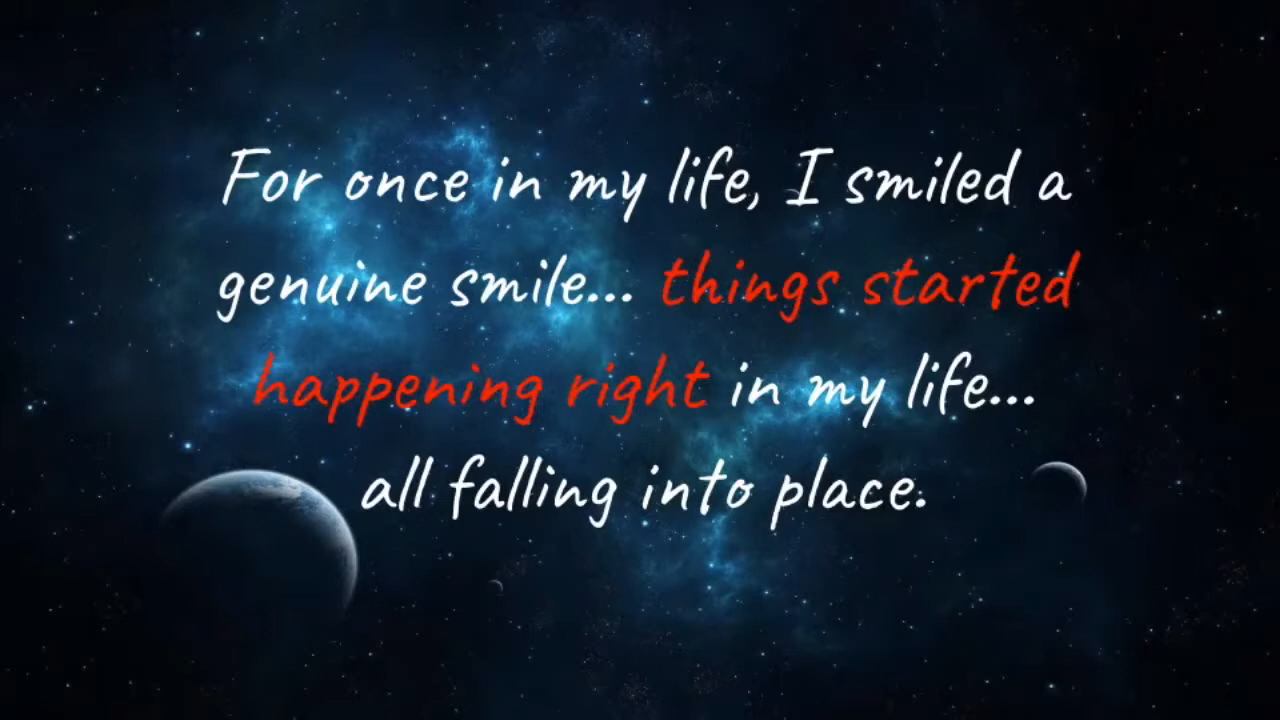 For once in my life, I smiled a
genuine smile... things started
happening right in my life...
all falling into place.